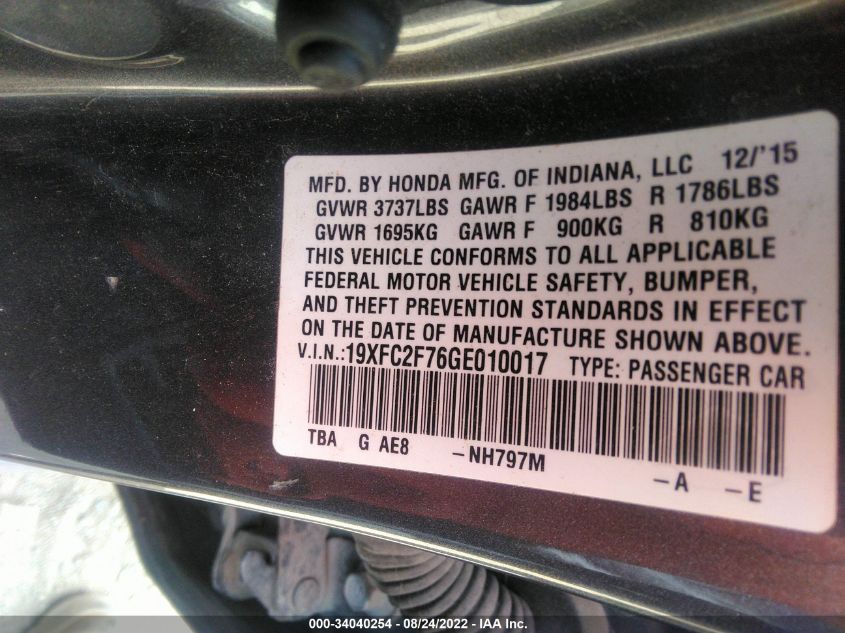 MFD. BY HONDA MFG. OF INDIANA, LLC 12/'15
GVWR 3737LBS GAWR F 1984LBS R 1786LBS
GVWR 1695KG GAWR F 900KG R 810KG
THIS VEHICLE CONFORMS TO ALL APPLICABLE
FEDERAL MOTOR VEHICLE SAFETY, BUMPER,
AND THEFT PREVENTION STANDARDS IN EFFECT
ON THE DATE OF MANUFACTURE SHOWN ABOVE.
V.I.N.:19XFC2F76GE010017 TYPE: PASSENGER CAR
TBA G AE8 -NH797M
-A -E
000-34040254 - 08/24/2022 - IAA Inc.